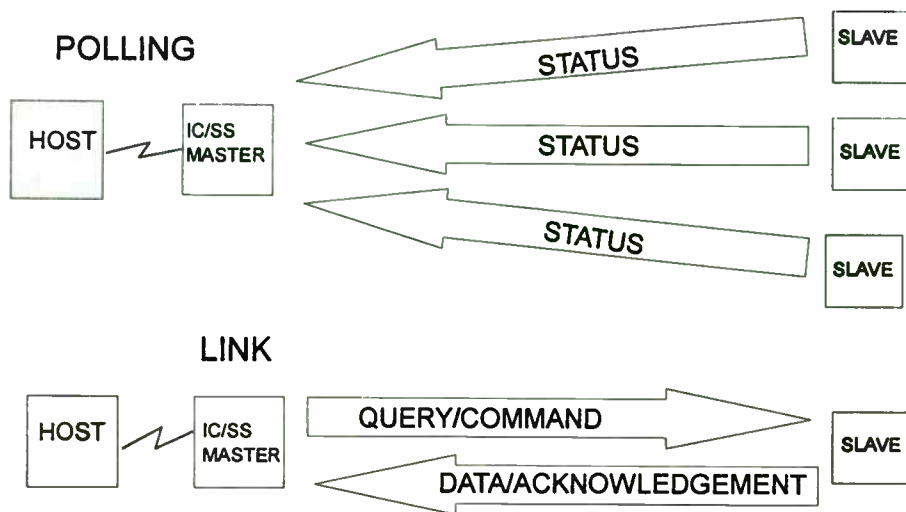 POLLING
HOST
IC/SS
MASTER
STATUS
SLAVE
STATUS
SLAVE
STATUS
SLAVE
LINK
HOST
IC/SS
MASTER
QUERY/COMMAND
DATA/ACKNOWLEDGEMENT
SLAVE